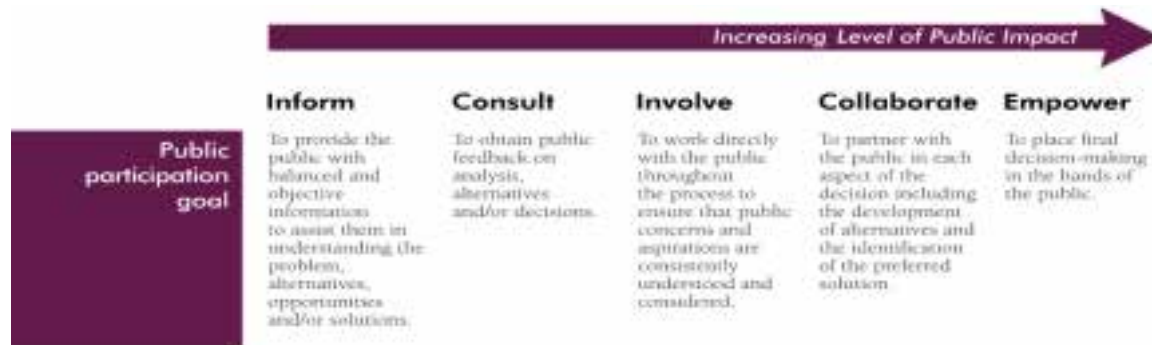 Increasing Level of Public Impact
Inform
Consult
Involve
Collaborate
Empower
Public
participation
goal
To provide the
public with
balanced and
objective
information
to assist them in
understanding the
problem,
alternatives,
opportunities
and/or solutions.
To obtain public
feedback on
analysis,
alternatives
and/or decisions.
To work directly
with the public
throughout
the process to
ensure that public
concerns and
aspirations are
consistently
understood and
considered.
To partner with
the public in each
aspect of the
decision including
the development
of alternatives and
the identification
of the preferred
solution
To place final
decision-making
in the hands of
the public.